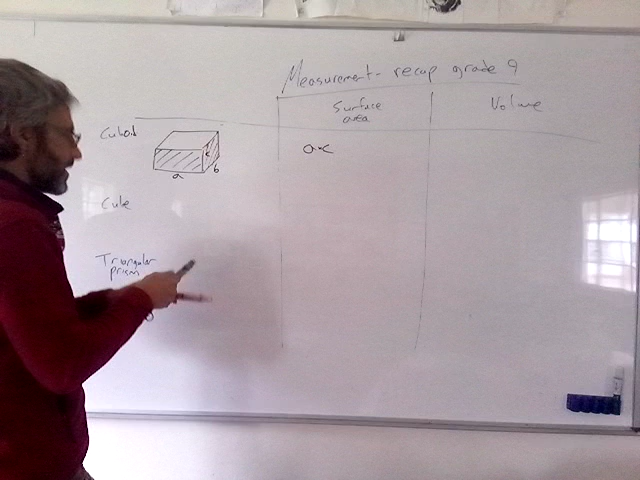 Measurement - recap grade 9
Surface
area
Volume
Cuboid
c
a
b
a×c
Cube
Triangular
prism